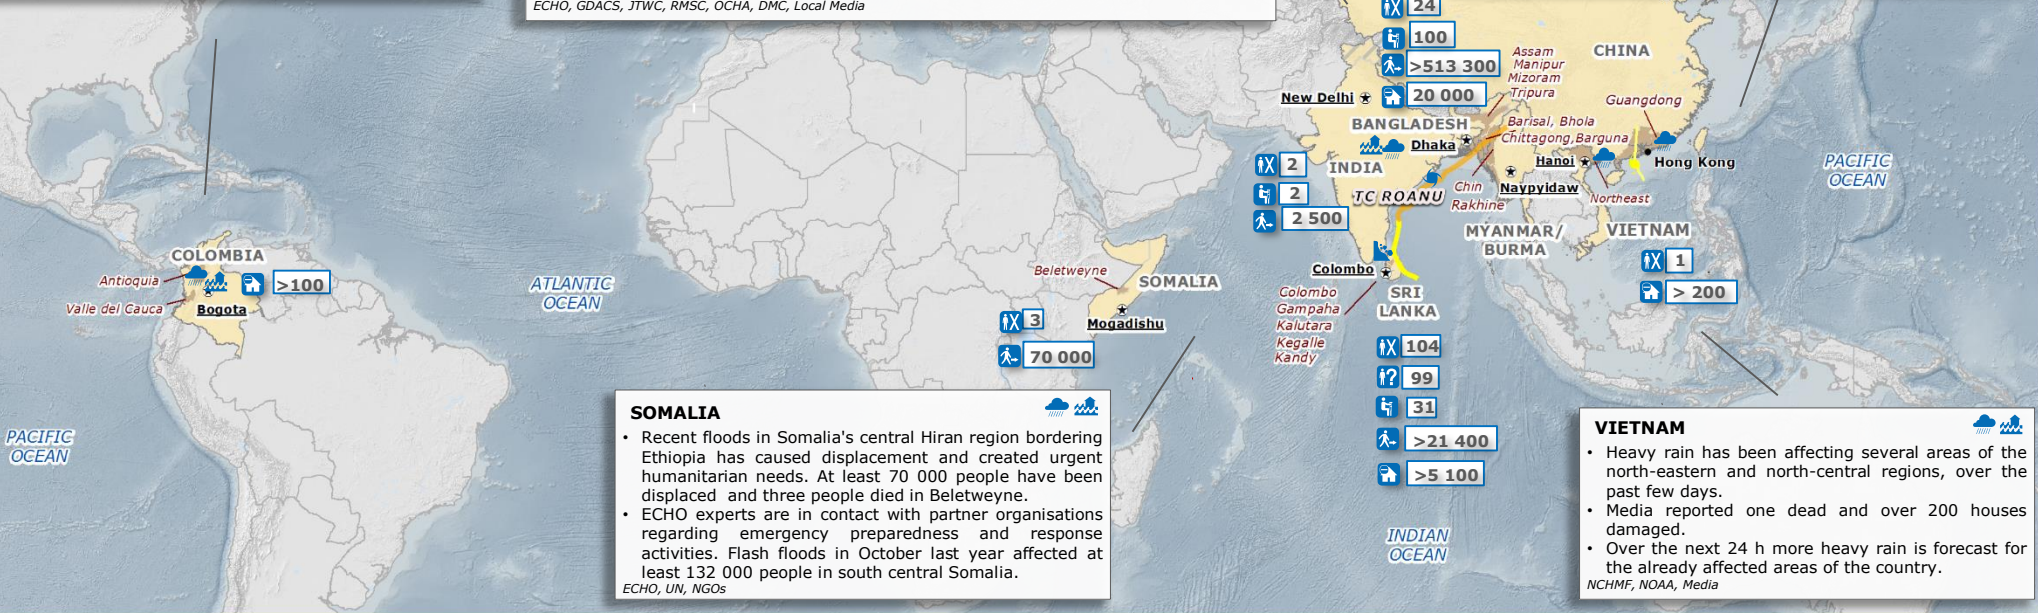 ECHO, GDACS, JTWC, RMSC, OCHA, DMC, Local Media
24
100
>513 300
20 000
New Delhi
Assam
Manipur
Mizoram
Tripura
CHINA
Guangdong
BANGLADESH
Dhaka
Barisal, Bhola
Chittagong, Barguna
Hanoi
Hong Kong
PACIFIC
OCEAN
2
2
2 500
INDIA
TC ROANU
Chin
Rakhine
Naypyidaw
Northeast
MYANMAR/
BURMA
VIETNAM
1
> 200
COLOMBIA
Antioquia
Valle del Cauca
Bogota
>100
ATLANTIC
OCEAN
Beletweyne
SOMALIA
Mogadishu
3
70 000
Colombo
Colombo
Gampaha
Kalutara
Kegalle
Kandy
SRI
LANKA
104
99
31
>21 400
>5 100
PACIFIC
OCEAN
INDIAN
OCEAN
SOMALIA
• Recent floods in Somalia's central Hiran region bordering
Ethiopia has caused displacement and created urgent
humanitarian needs. At least 70 000 people have been
displaced and three people died in Beletweyne.
• ECHO experts are in contact with partner organisations
regarding emergency preparedness and response
activities. Flash floods in October last year affected at
least 132 000 people in south central Somalia.
ECHO, UN, NGOs
VIETNAM
• Heavy rain has been affecting several areas of the
north-eastern and north-central regions, over the
past few days.
• Media reported one dead and over 200 houses
damaged.
• Over the next 24 h more heavy rain is forecast for
the already affected areas of the country.
NCHMF, NOAA, Media